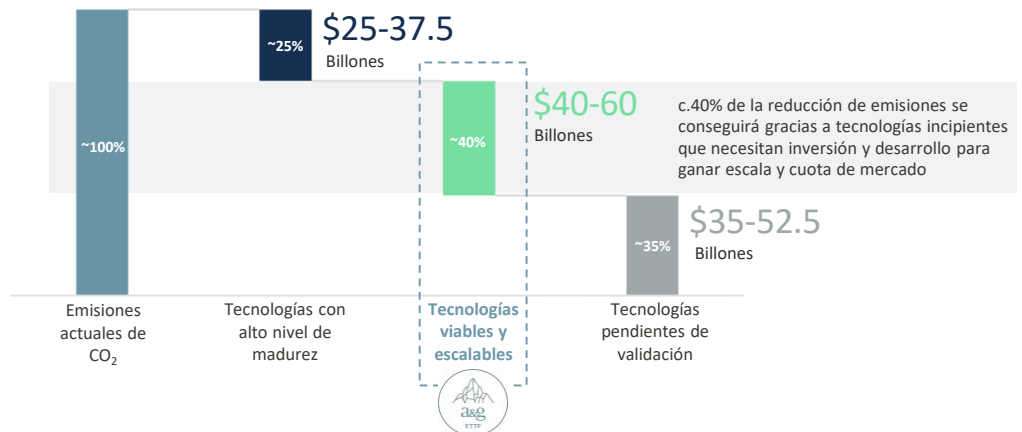 $25-37.5
Billones
~25%
$40-60
Billones
~40%
c.40% de la reducción de emisiones se
conseguirá gracias a tecnologías incipientes
que necesitan inversión y desarrollo para
ganar escala y cuota de mercado
~100%
$35-52.5
Billones
~35%
Emisiones
actuales de
CO₂
Tecnologías con
alto nivel de
madurez
Tecnologías
viables y
escalables
Tecnologías
pendientes de
validación
a&g
ETTF